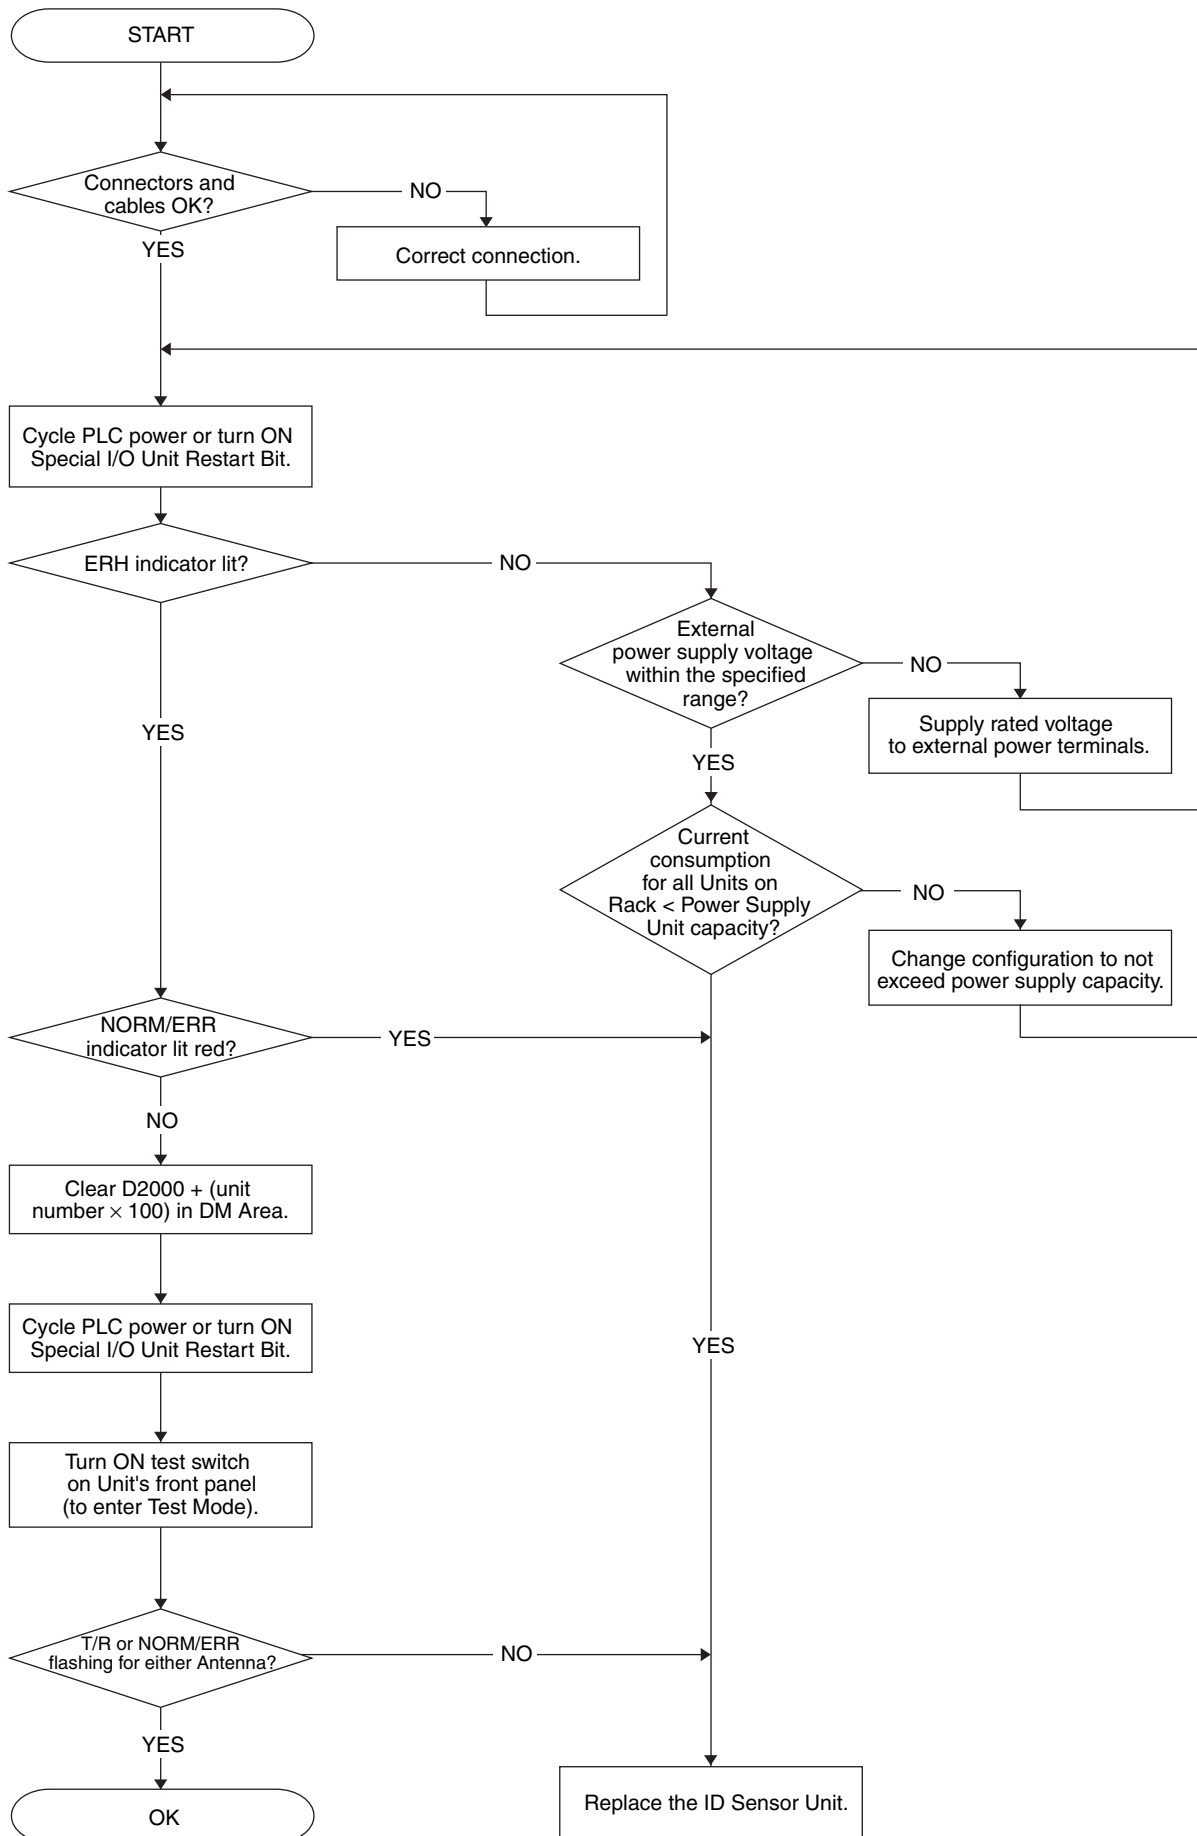 START
Connectors and
cables OK?
NO
YES
Correct connection.
Cycle PLC power or turn ON
Special I/O Unit Restart Bit.
ERH indicator lit?
NO
External
power supply voltage
within the specified
range?
NO
YES
Supply rated voltage
to external power terminals.
YES
Current
consumption
for all Units on
Rack < Power Supply
Unit capacity?
NO
Change configuration to not
exceed power supply capacity.
NORM/ERR
indicator lit red?
YES
NO
Clear D2000 + (unit
number × 100) in DM Area.
Cycle PLC power or turn ON
Special I/O Unit Restart Bit.
YES
Turn ON test switch
on Unit's front panel
(to enter Test Mode).
T/R or NORM/ERR
flashing for either Antenna?
NO
YES
OK
Replace the ID Sensor Unit.